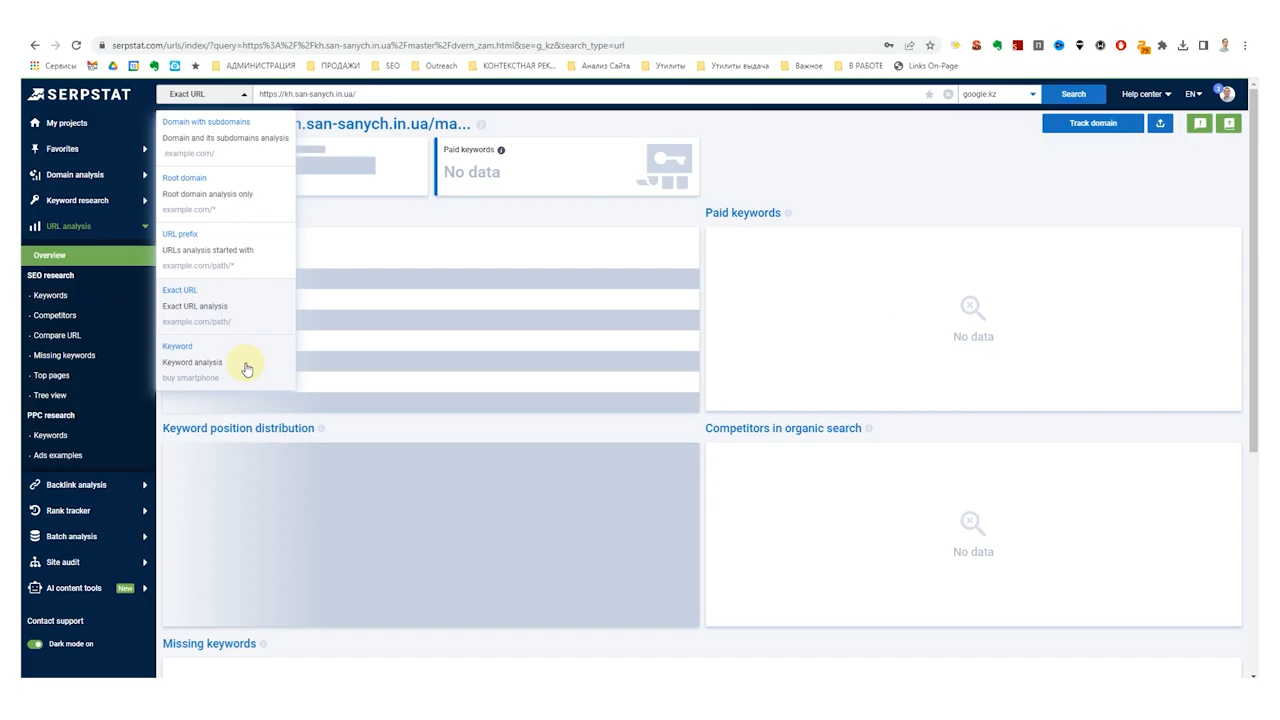 serpstat.com/urls/index/?query=https%3A%2F%2Fkh.san-sanych.in.ua%2Fmaster%2Fdvern_zam.html&se=g_kz&search_type=url
Сервисы АДМИНИСТРАЦИЯ ПРОДАЖИ SEO Outreach КОНТЕКСТНАЯ РЕК... Анализ Сайта Утилиты Утилиты выдача Важное В РАБОТЕ Links On-Page
SERPSTAT Exact URL https://kh.san-sanych.in.ua/ google.kz Search Help center EN
My projects
Favorites
Domain analysis
Keyword research
URL analysis
Overview
SEO research
- Keywords
- Competitors
- Compare URL
- Missing keywords
- Top pages
- Tree view
PPC research
- Keywords
- Ads examples
Backlink analysis
Rank tracker
Batch analysis
Site audit
AI content tools New
Contact support
Dark mode on
Domain with subdomains
Domain and its subdomains analysis
.example.com/
Root domain
Root domain analysis only
example.com/*
URL prefix
URLs analysis started with
example.com/path/*
Exact URL
Exact URL analysis
example.com/path/
Keyword
Keyword analysis
buy smartphone
n.san-sanych.in.ua/ma...
Track domain
Paid keywords
No data
Paid keywords
No data
Keyword position distribution
Competitors in organic search
No data
Missing keywords